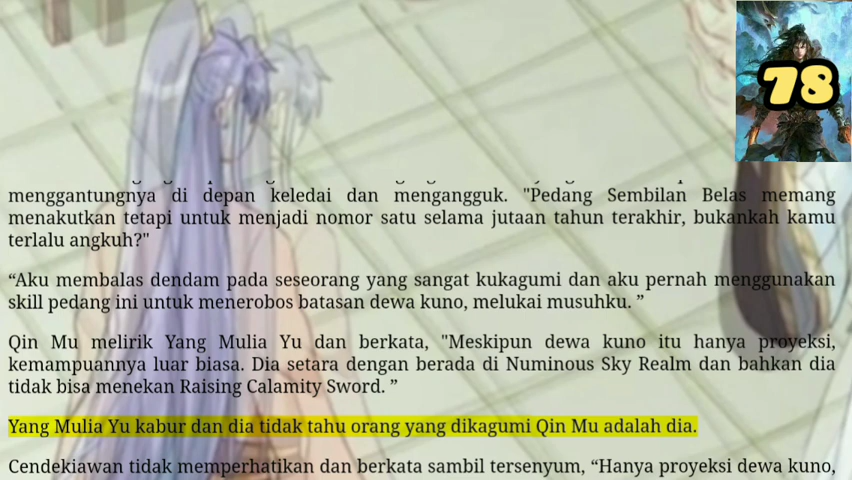 78
menggantungnya di depan keledai dan mengangguk. "Pedang Sembilan Belas memang
menakutkan tetapi untuk menjadi nomor satu selama jutaan tahun terakhir, bukankah kamu
terlalu angkuh?"
“Aku membalas dendam pada seseorang yang sangat kukagumi dan aku pernah menggunakan
skill pedang ini untuk menerobos batasan dewa kuno, melukai musuhku. ”
Qin Mu melirik Yang Mulia Yu dan berkata, "Meskipun dewa kuno itu hanya proyeksi,
kemampuannya luar biasa. Dia setara dengan berada di Numinous Sky Realm dan bahkan dia
tidak bisa menekan Raising Calamity Sword. ”
Yang Mulia Yu kabur dan dia tidak tahu orang yang dikagumi Qin Mu adalah dia.
Cendekiawan tidak memperhatikan dan berkata sambil tersenyum, “Hanya proyeksi dewa kuno,